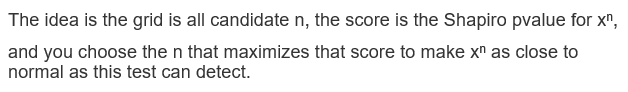 The idea is the grid is all candidate n, the score is the Shapiro pvalue for xⁿ,
and you choose the n that maximizes that score to make xⁿ as close to
normal as this test can detect.